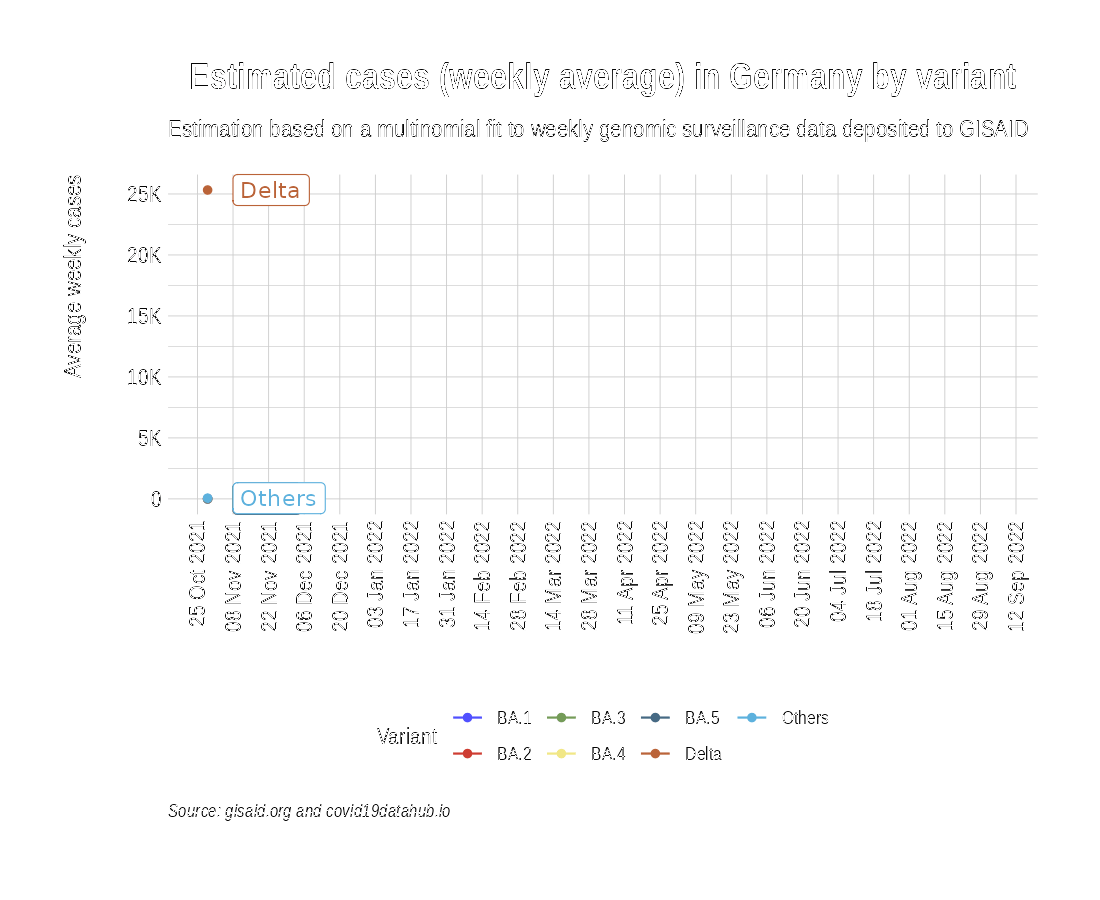 Estimated cases (weekly average) in Germany by variant
Estimation based on a multinomial fit to weekly genomic surveillance data deposited to GISAID
Average weekly cases
25K
20K
15K
10K
5K
0
Delta
Others
25 Oct 2021
08 Nov 2021
22 Nov 2021
06 Dec 2021
20 Dec 2021
03 Jan 2022
17 Jan 2022
31 Jan 2022
14 Feb 2022
28 Feb 2022
14 Mar 2022
28 Mar 2022
11 Apr 2022
25 Apr 2022
09 May 2022
23 May 2022
06 Jun 2022
20 Jun 2022
04 Jul 2022
18 Jul 2022
01 Aug 2022
15 Aug 2022
29 Aug 2022
12 Sep 2022
Variant
BA.1
BA.3
BA.5
Others
BA.2
BA.4
Delta
Source: gisaid.org and covid19datahub.io